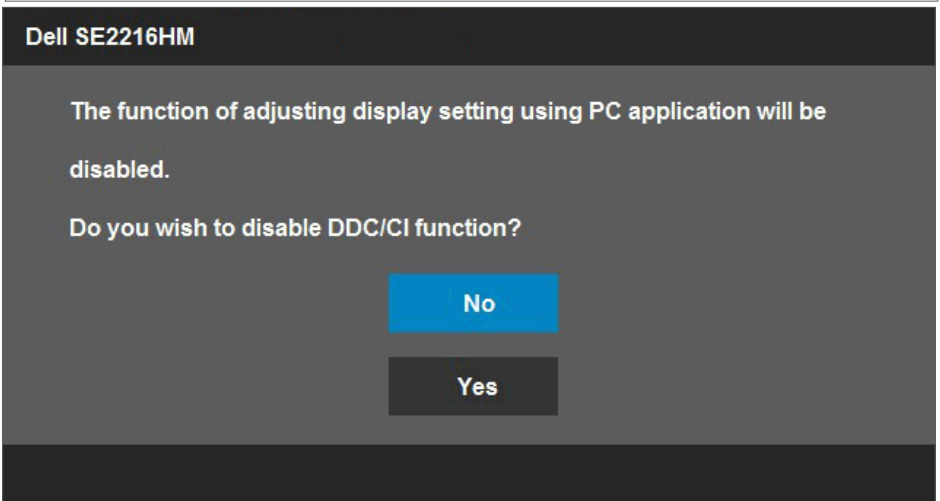 Dell SE2216HM
The function of adjusting display setting using PC application will be
disabled.
Do you wish to disable DDC/CI function?
No
Yes